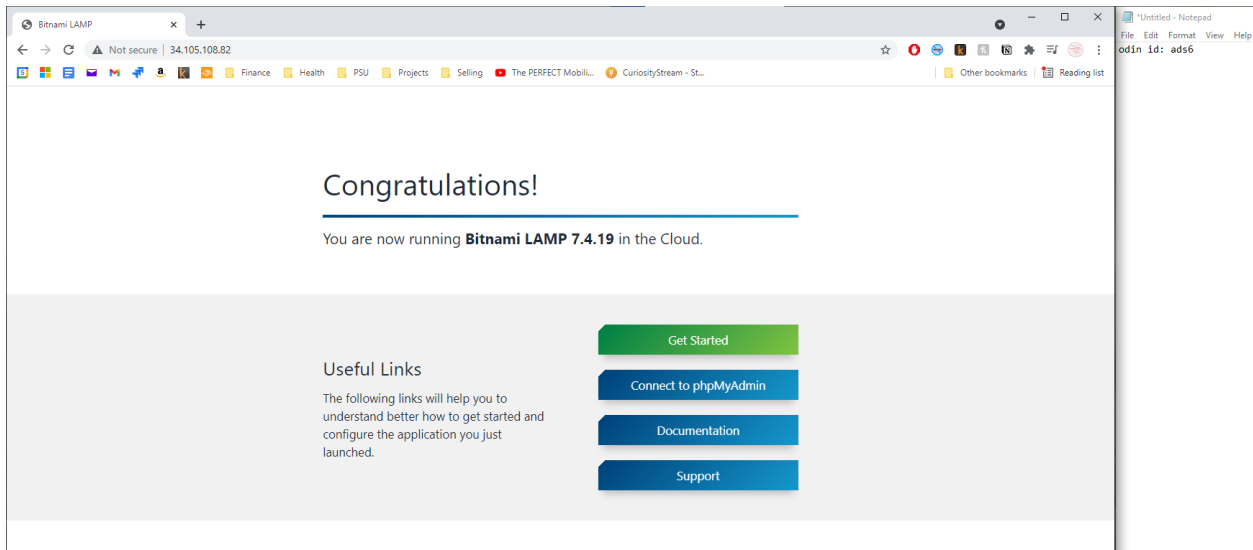 Bitnami LAMP
Not secure | 34.105.108.82
Finance Health PSU Projects Selling The PERFECT Mobili... CuriosityStream - St... Other bookmarks Reading list
Congratulations!
You are now running Bitnami LAMP 7.4.19 in the Cloud.
Useful Links
The following links will help you to
understand better how to get started and
configure the application you just
launched.
Get Started
Connect to phpMyAdmin
Documentation
Support
*Untitled - Notepad
File Edit Format View Help
odin id: ads6